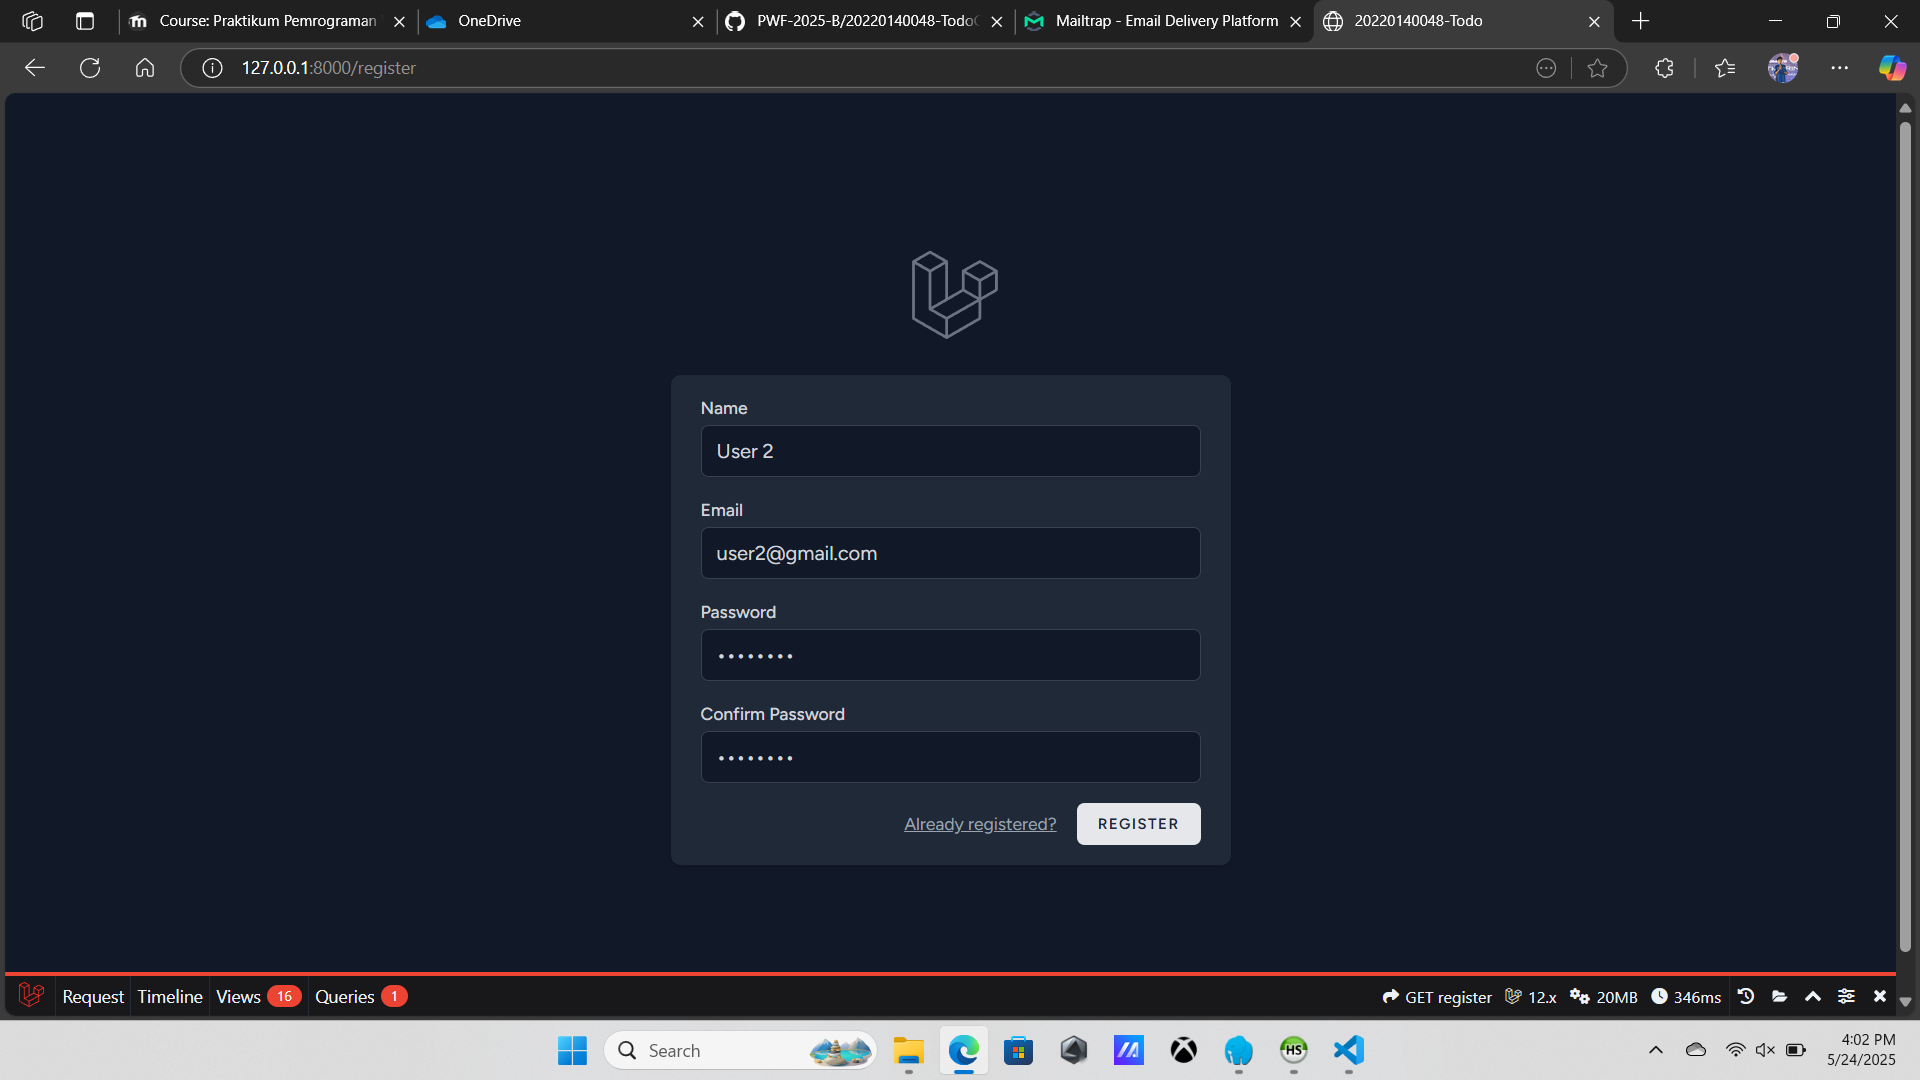 Course: Praktikum Pemrograman
OneDrive
PWF-2025-B/20220140048-Todo
Mailtrap - Email Delivery Platform
20220140048-Todo
127.0.0.1:8000/register
Name
User 2
Email
user2@gmail.com
Password
••••••••
Confirm Password
••••••••
Already registered?
REGISTER
Request
Timeline
Views 16
Queries 1
GET register
12.x
20MB
346ms
Search
HS
4:02 PM
5/24/2025